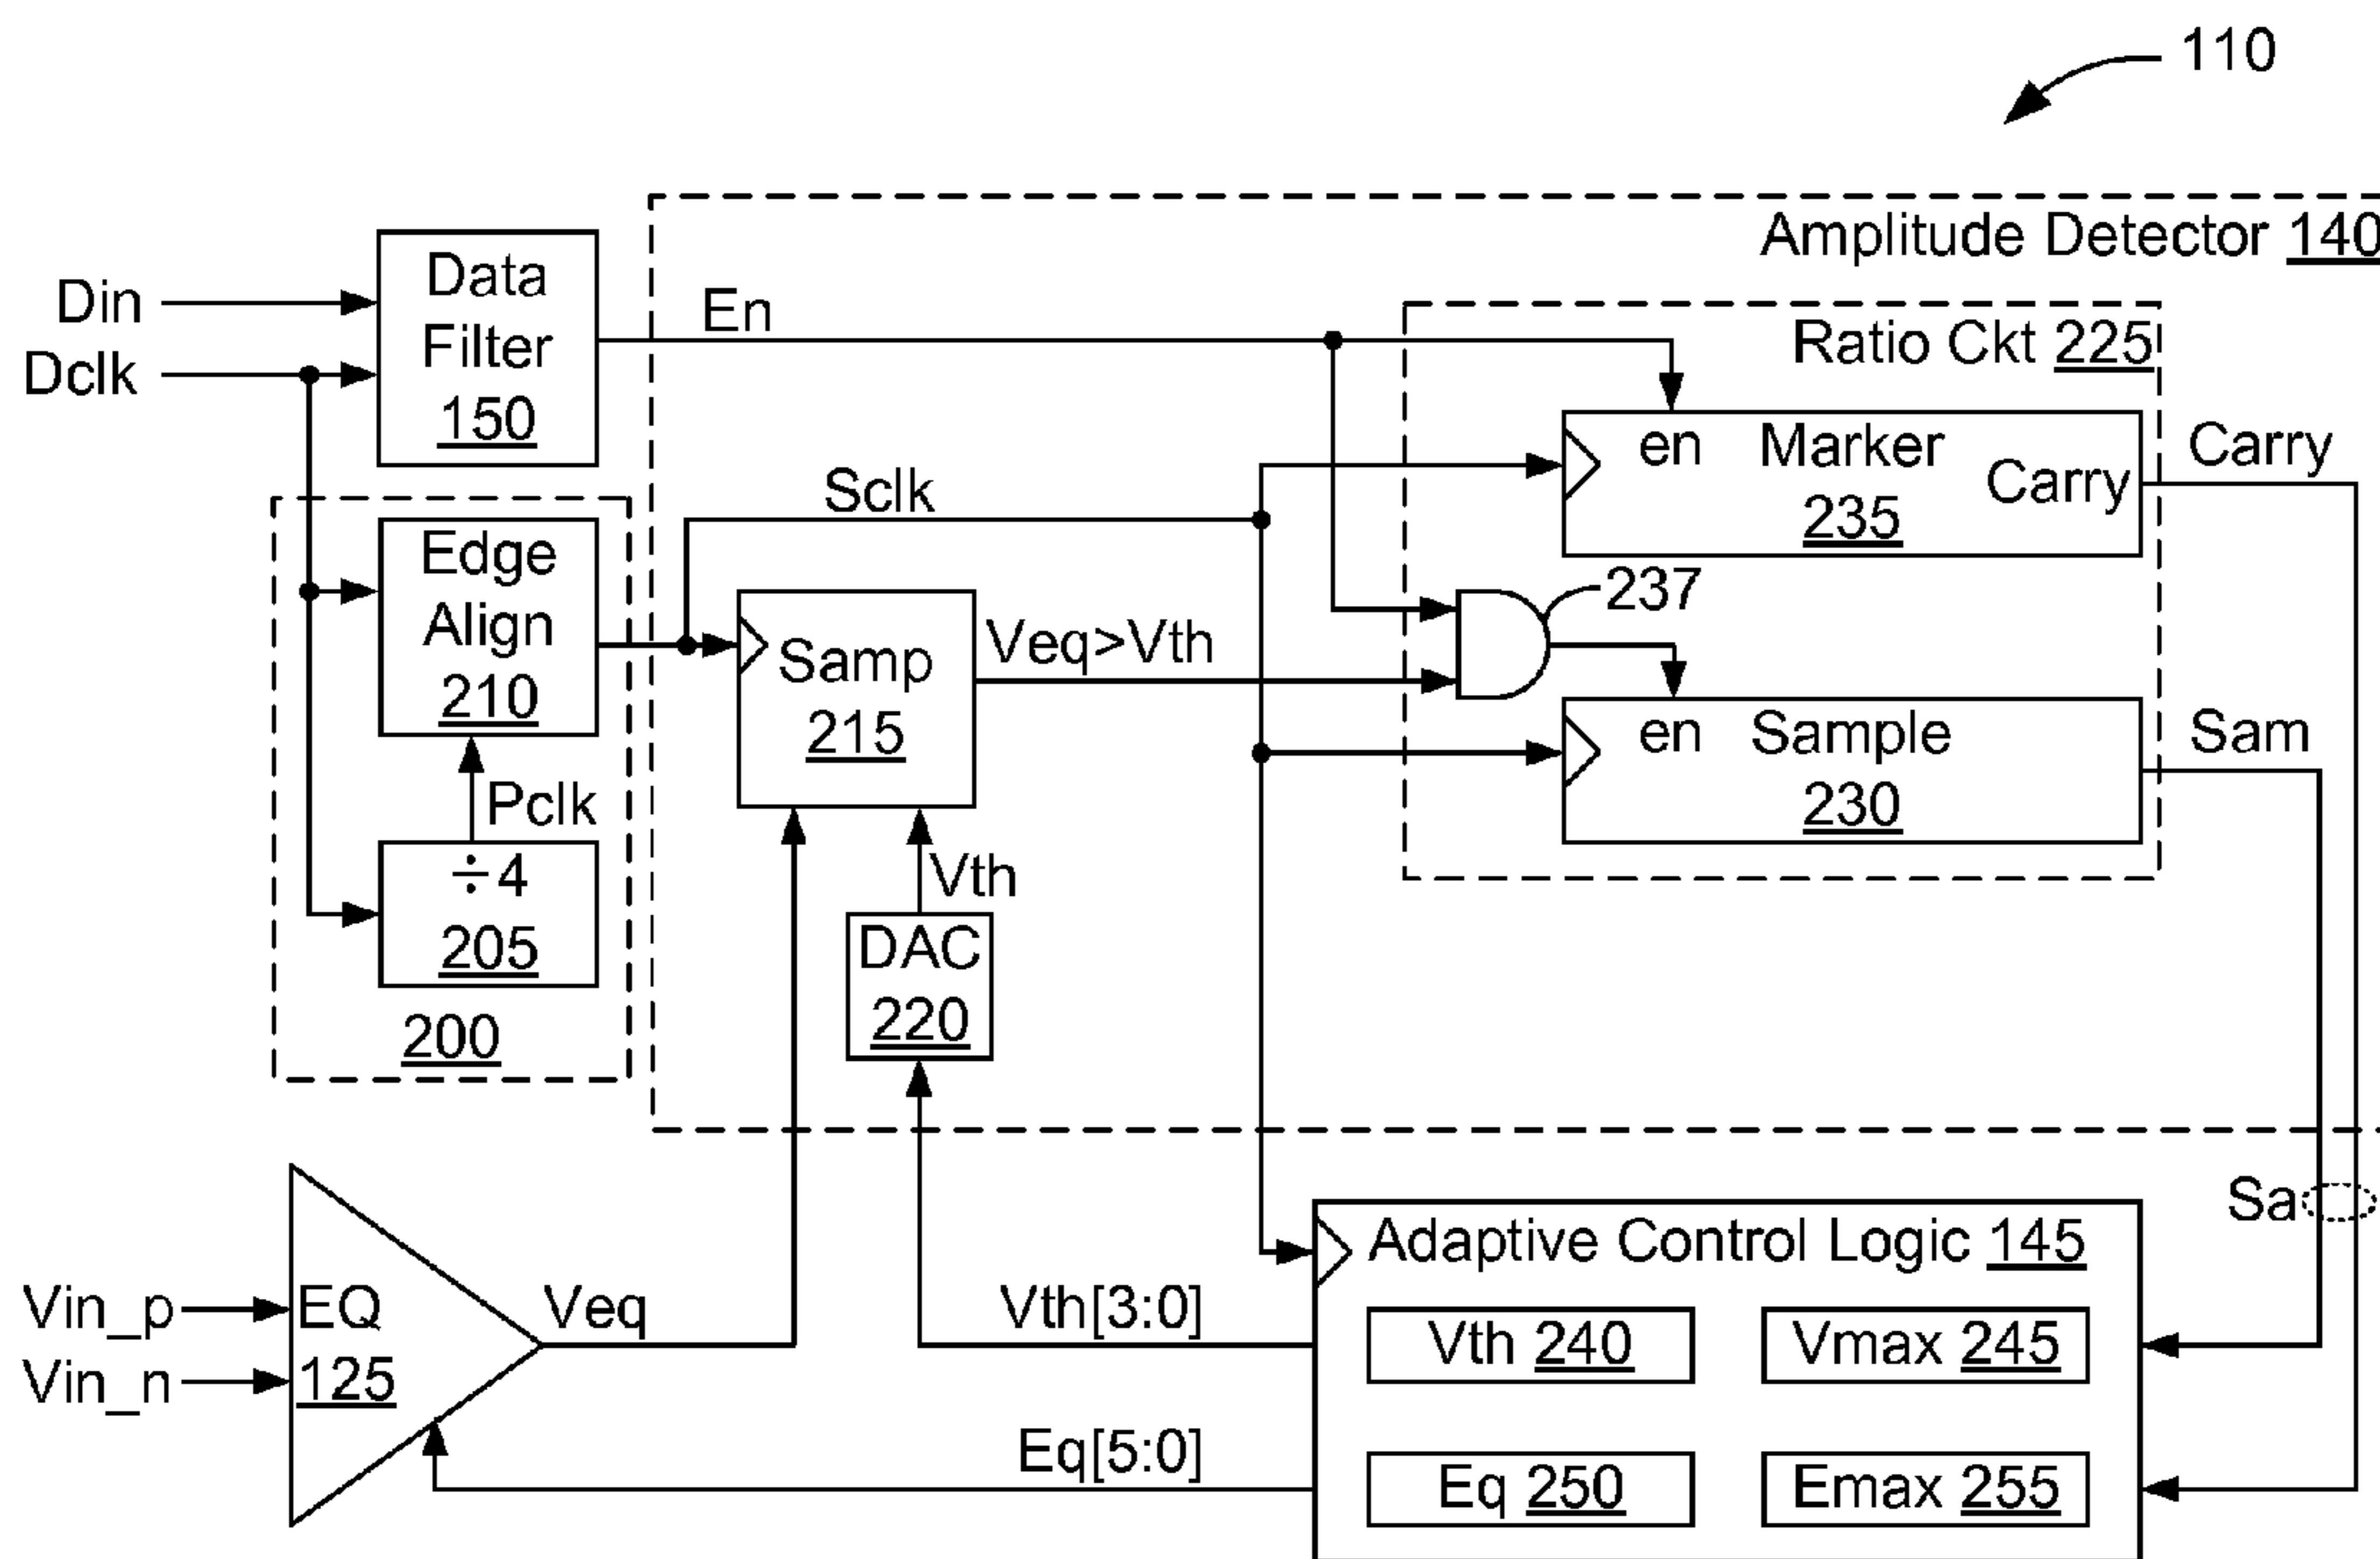 110
Amplitude Detector 140
Din
Dclk
Data
Filter
150
En
Ratio Ckt 225
en Marker
Carry
235
Carry
Sclk
Edge
Align
210
237
Samp
215
Veq>Vth
en Sample
230
Sam
Pclk
÷4
205
200
Vth
DAC
220
Sa
Adaptive Control Logic 145
Vin_p
Vin_n
EQ
125
Veq
Vth[3:0]
Vth 240
Vmax 245
Eq[5:0]
Eq 250
Emax 255